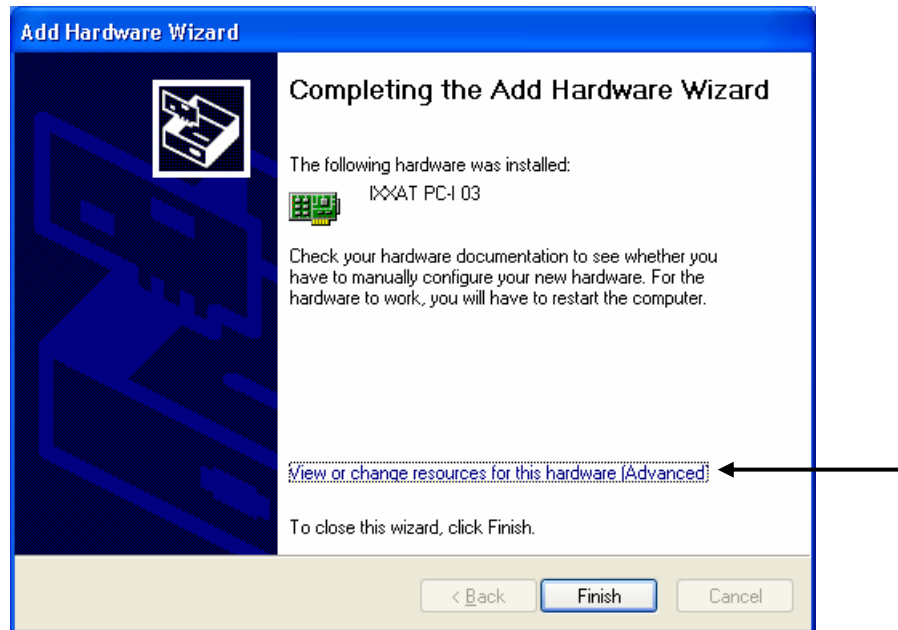 Add Hardware Wizard
Completing the Add Hardware Wizard
The following hardware was installed:
IXXAT PC-I 03
Check your hardware documentation to see whether you
have to manually configure your new hardware. For the
hardware to work, you will have to restart the computer.
View or change resources for this hardware (Advanced)
To close this wizard, click Finish.
< Back Finish Cancel